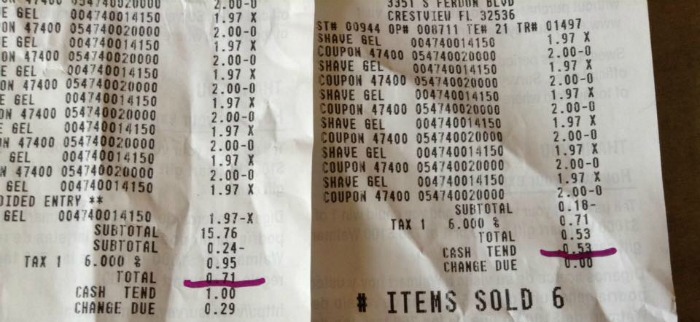 47400 054740020000 2.00-0
SHAVE GEL 004740014150 1.97 X
ON 47400 054740020000 2.00-0
AVE GEL 004740014150 1.97 X
ON 47400 054740020000 2.00-0
AVE GEL 004740014150 1.97 X
ON 47400 054740020000 2.00-0
VE GEL 004740014150 1.97 X
ON 47400 054740020000 2.00-0
E GEL 004740014150 1.97 X
N 47400 054740020000 2.00-0
E GEL 004740014150 1.97 X
47400 054740020000 2.00-0
GEL 004740014150 1.97 X
IDED ENTRY **
GEL 004740014150 1.97-X
SUBTOTAL 15.76
SUBTOTAL 0.24-
TAX 1 6.000 % 0.95
TOTAL 0.71
CASH TEND 1.00
CHANGE DUE 0.29
3351 S FERDON BLVD
CRESTVIEW FL 32536
ST# 00944 OP# 000711 TE# 21 TR# 01497
SHAVE GEL 004740014150 1.97 X
COUPON 47400 054740020000 2.00-0
SHAVE GEL 004740014150 1.97 X
COUPON 47400 054740020000 2.00-0
SHAVE GEL 004740014150 1.97 X
COUPON 47400 054740020000 2.00-0
SHAVE GEL 004740014150 1.97 X
COUPON 47400 054740020000 2.00-0
SHAVE GEL 004740014150 1.97 X
COUPON 47400 054740020000 2.00-0
SHAVE GEL 004740014150 1.97 X
COUPON 47400 054740020000 2.00-0
SUBTOTAL 0.18-
TAX 1 6.000 % 0.71
TOTAL 0.53
CASH TEND 0.53
CHANGE DUE 0.00
# ITEMS SOLD 6